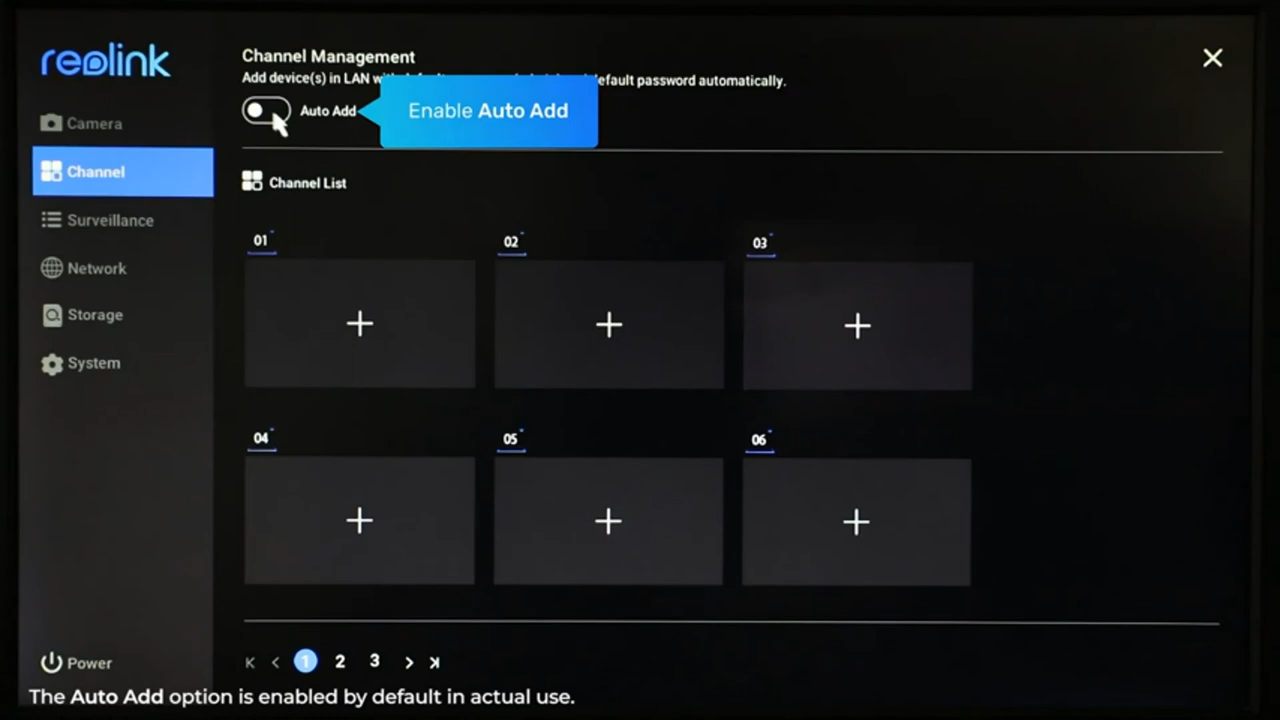 reolink
Channel Management
Add device(s) in LAN with default password automatically.
Auto Add
Enable Auto Add
Camera
Channel
Surveillance
Network
Storage
System
Power
Channel List
01
02
03
04
05
06
1 2 3
The Auto Add option is enabled by default in actual use.